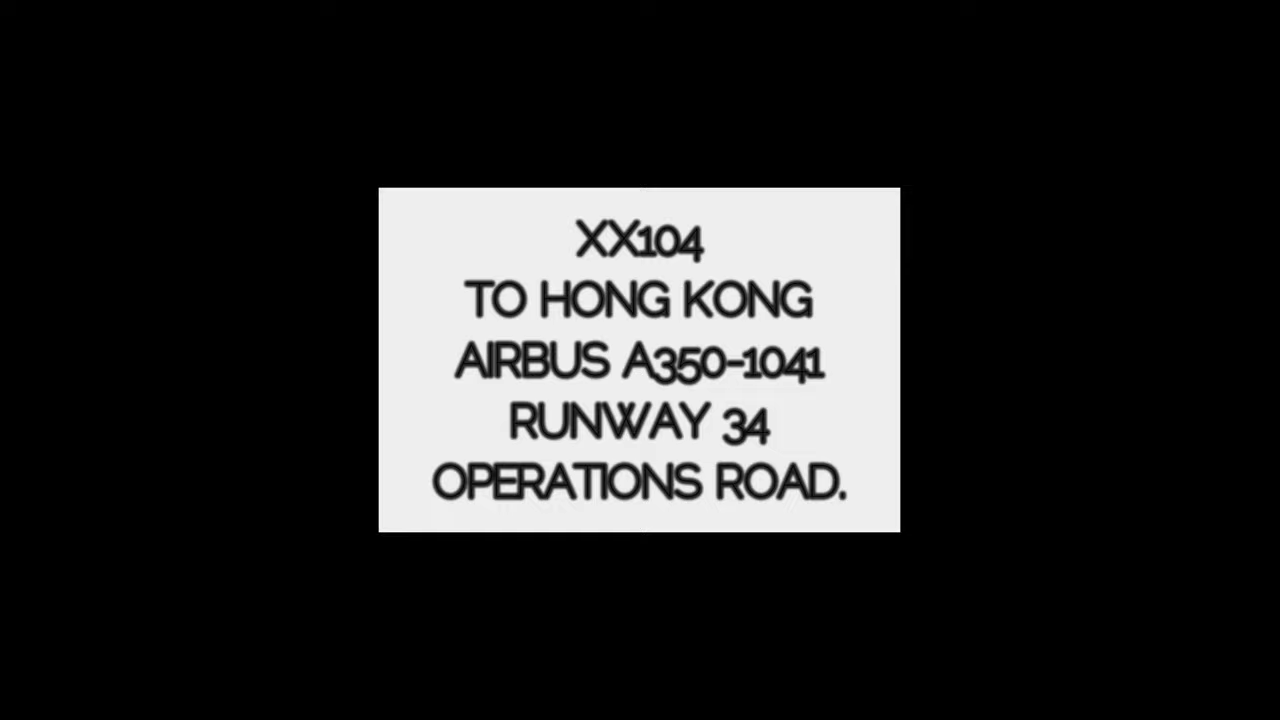 XX104
TO HONG KONG
AIRBUS A350-1041
RUNWAY 34
OPERATIONS ROAD.